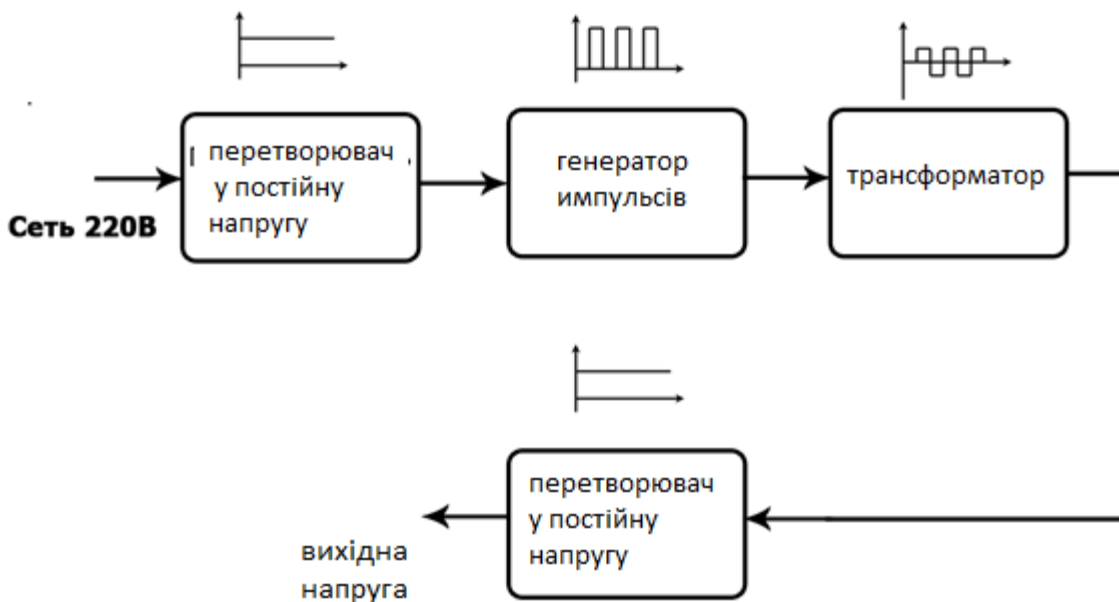 перетворювач
у постійну
напругу
Сеть 220В
генератор
импульсів
трансформатор
перетворювач
у постійну
напругу
вихідна
напруга